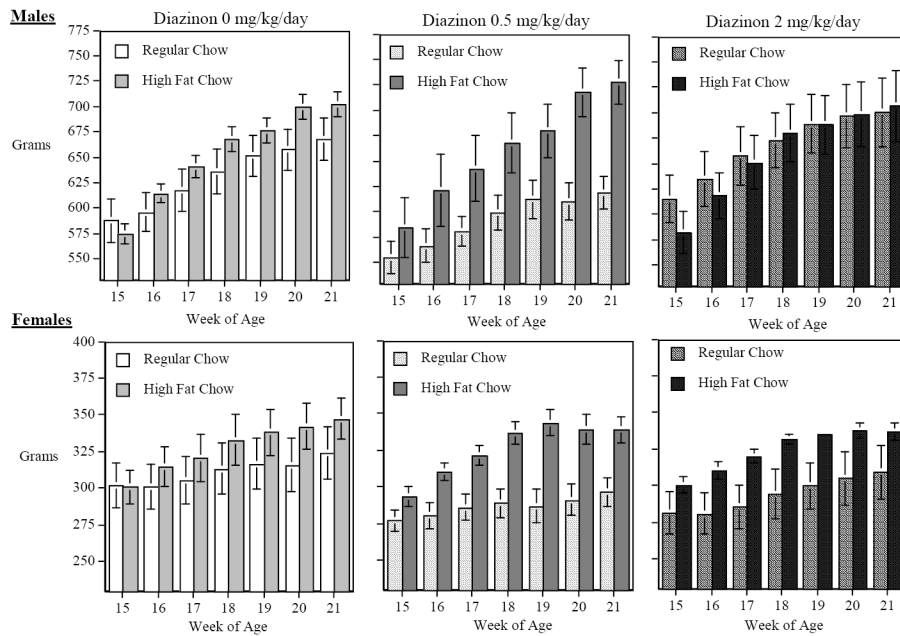 Males
Diazinon 0 mg/kg/day
Diazinon 0.5 mg/kg/day
Diazinon 2 mg/kg/day
775
750
725
700
675
650
625
600
575
550
Grams
Regular Chow
High Fat Chow
Regular Chow
High Fat Chow
Regular Chow
High Fat Chow
15 16 17 18 19 20 21
15 16 17 18 19 20 21
15 16 17 18 19 20 21
Week of Age
Week of Age
Week of Age
Females
400
350
325
300
275
250
Grams
Regular Chow
High Fat Chow
Regular Chow
High Fat Chow
Regular Chow
High Fat Chow
15 16 17 18 19 20 21
15 16 17 18 19 20 21
15 16 17 18 19 20 21
Week of Age
Week of Age
Week of Age